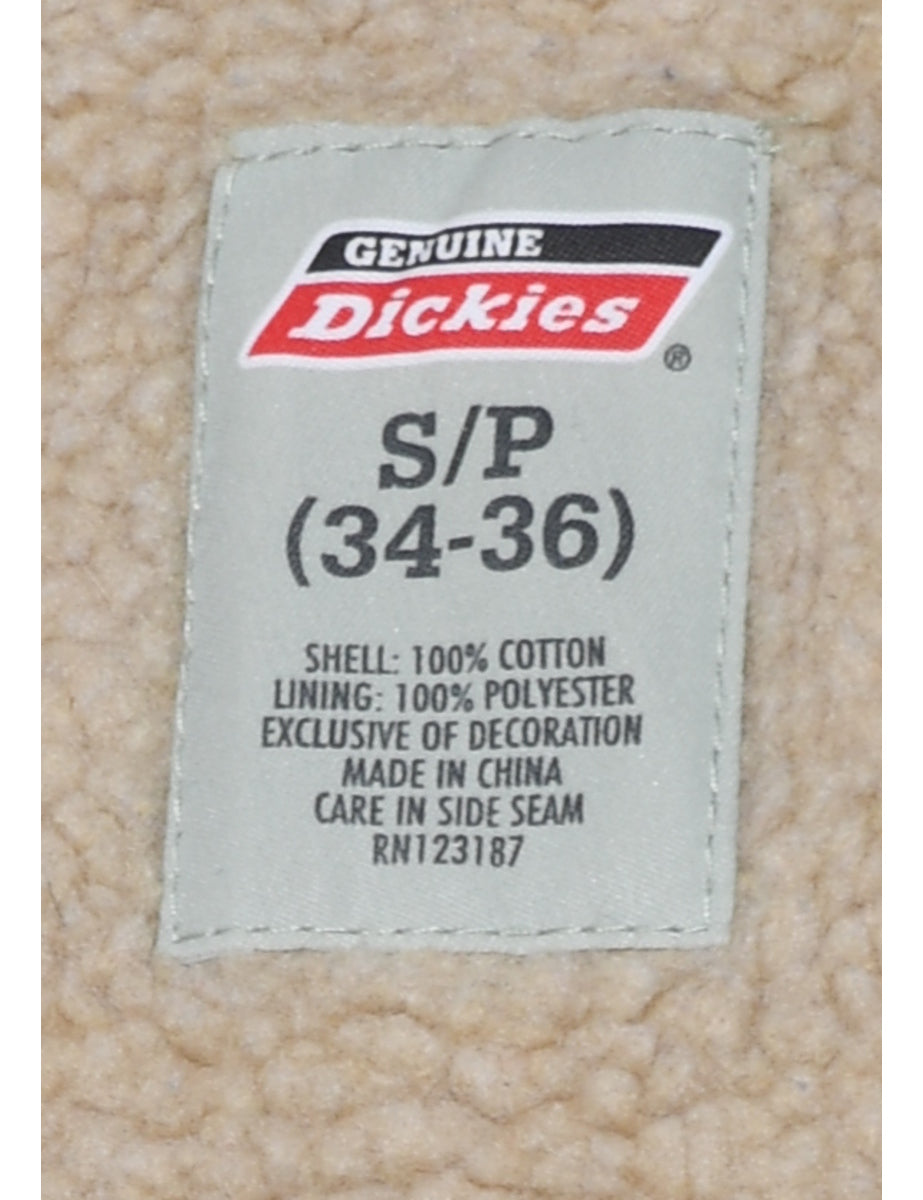 GENUINE
Dickies
®
S/P
(34-36)
SHELL: 100% COTTON
LINING: 100% POLYESTER
EXCLUSIVE OF DECORATION
MADE IN CHINA
CARE IN SIDE SEAM
RN123187